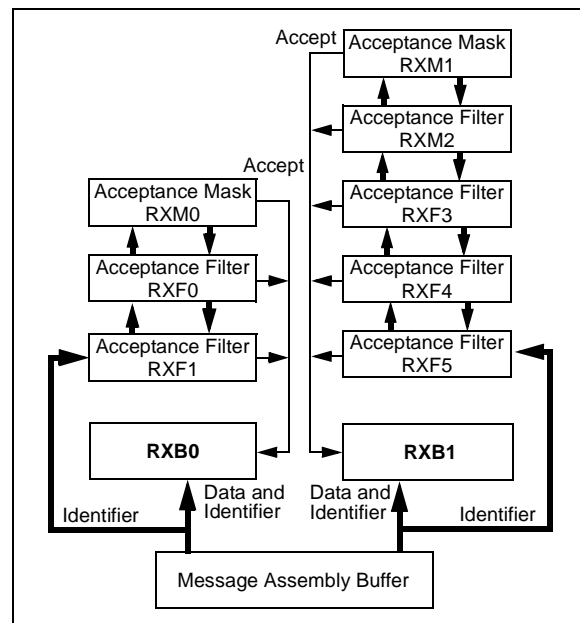 Accept
Acceptance Mask
RXM1
Acceptance Filter
RXM2
Accept
Acceptance Mask
RXM0
Acceptance Filter
RXF3
Acceptance Filter
RXF0
Acceptance Filter
RXF4
Acceptance Filter
RXF1
Acceptance Filter
RXF5
RXB0
RXB1
Identifier
Data and
Identifier
Data and
Identifier
Identifier
Message Assembly Buffer